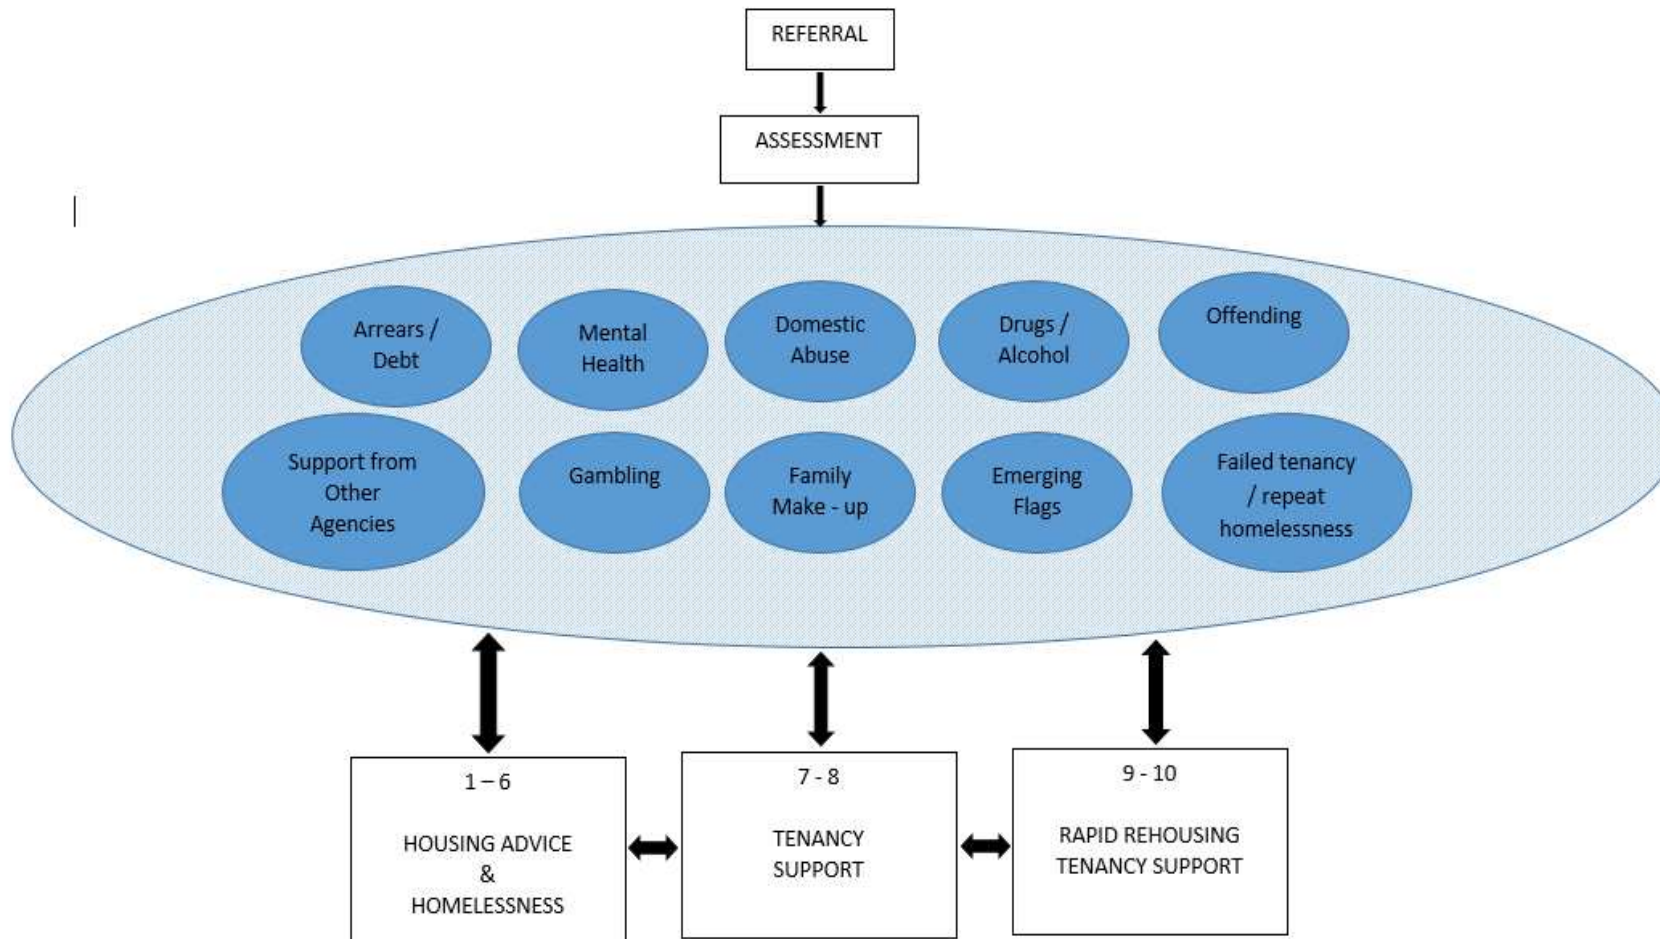 REFERRAL
ASSESSMENT
Arrears /
Debt
Mental
Health
Domestic
Abuse
Drugs /
Alcohol
Offending
Support from
Other
Agencies
Gambling
Family
Make - up
Emerging
Flags
Failed tenancy
/ repeat
homelessness
1 – 6
HOUSING ADVICE
&
HOMELESSNESS
7 - 8
TENANCY
SUPPORT
9 - 10
RAPID REHOUSING
TENANCY SUPPORT